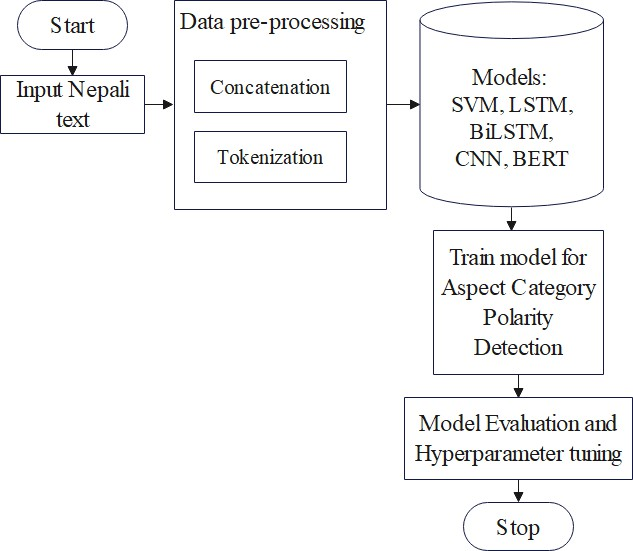 Start
Input Nepali
text
Data pre-processing
Concatenation
Tokenization
Models:
SVM, LSTM,
BiLSTM,
CNN, BERT
Train model for
Aspect Category
Polarity
Detection
Model Evaluation and
Hyperparameter tuning
Stop